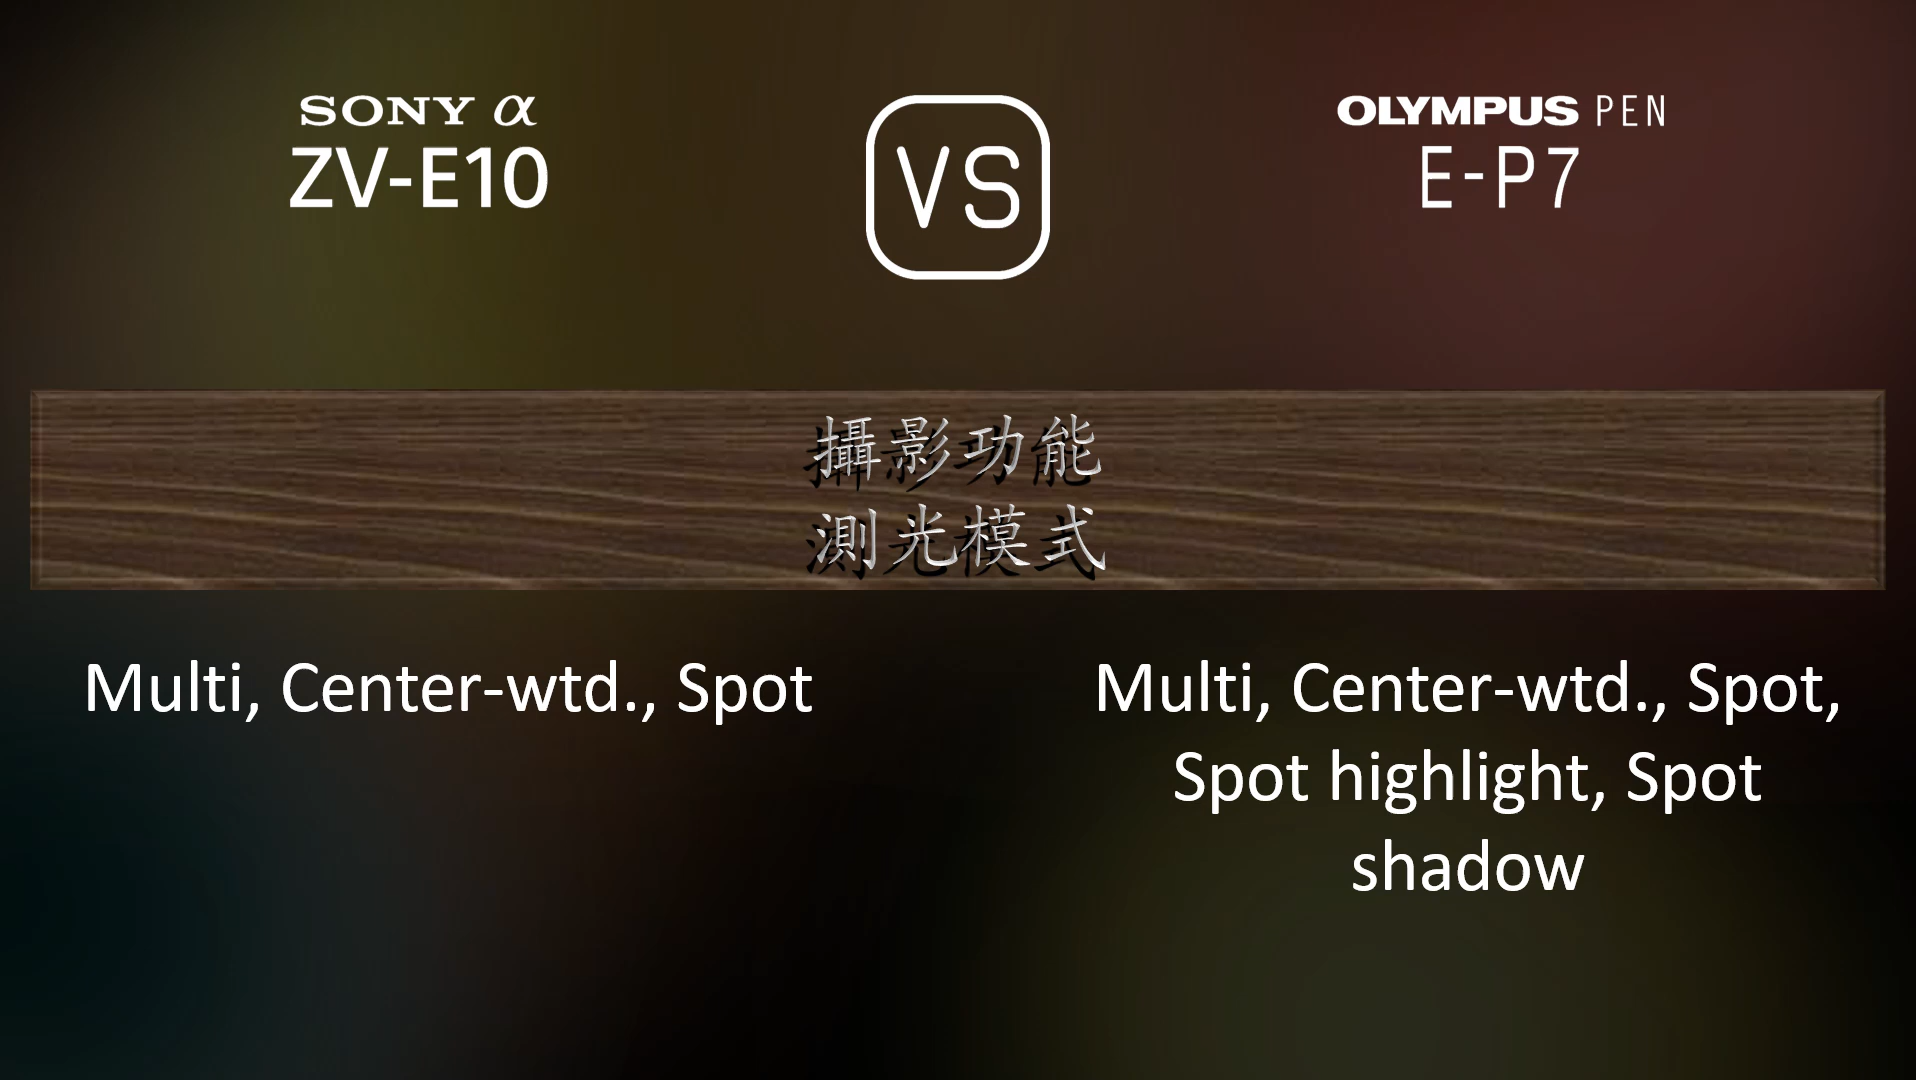 SONY α
ZV-E10
VS
OLYMPUS PEN
E-P7
攝影功能
測光模式
Multi, Center-wtd., Spot
Multi, Center-wtd., Spot,
Spot highlight, Spot
shadow